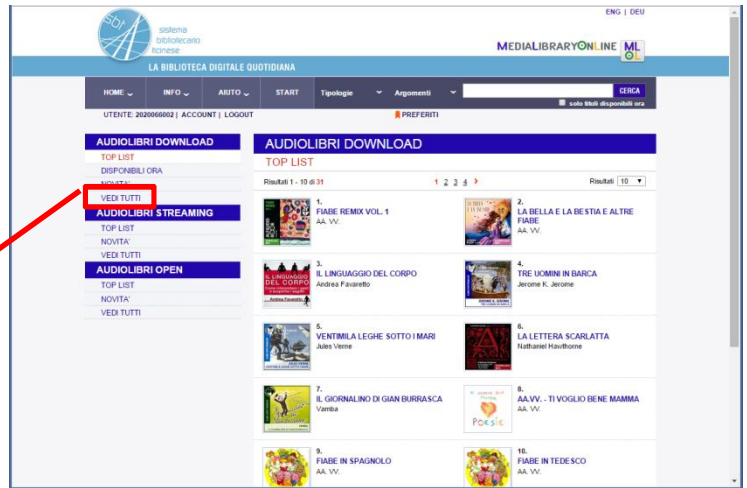 ENG | DEU
sbt
sistema
bibliotecario
ticinese
MEDIALIBRARYONLINE
ML
OL
LA BIBLIOTECA DIGITALE QUOTIDIANA
HOME INFO AIUTO START Tipologie Argomenti CERCA
solo titoli disponibili ora
UTENTE: 2020066002 | ACCOUNT | LOGOUT PREFERITI
AUDIOLIBRI DOWNLOAD
TOP LIST
DISPONIBILI ORA
NOVITA'
VEDI TUTTI
AUDIOLIBRI STREAMING
TOP LIST
NOVITA'
VEDI TUTTI
AUDIOLIBRI OPEN
TOP LIST
NOVITA'
VEDI TUTTI
AUDIOLIBRI DOWNLOAD
TOP LIST
Risultati 1 - 10 di 31 1 2 3 4 > Risultati 10
1.
FIABE REMIX VOL. 1
AA. VV.
2.
LA BELLA E LA BESTIA E ALTRE
FIABE
AA. VV.
IL LINGUAGGIO
DEL CORPO
Andrea Favaretto
3.
IL LINGUAGGIO DEL CORPO
Andrea Favaretto
JEROME K. JEROME
4.
TRE UOMINI IN BARCA
Jerome K. Jerome
5.
VENTIMILA LEGHE SOTTO I MARI
Jules Verne
6.
LA LETTERA SCARLATTA
Nathaniel Hawthorne
7.
IL GIORNALINO DI GIAN BURRASCA
Vamba
Poesie
8.
AA.VV. - TI VOGLIO BENE MAMMA
AA. VV.
9.
FIABE IN SPAGNOLO
AA. VV.
10.
FIABE IN TEDESCO
AA. VV.